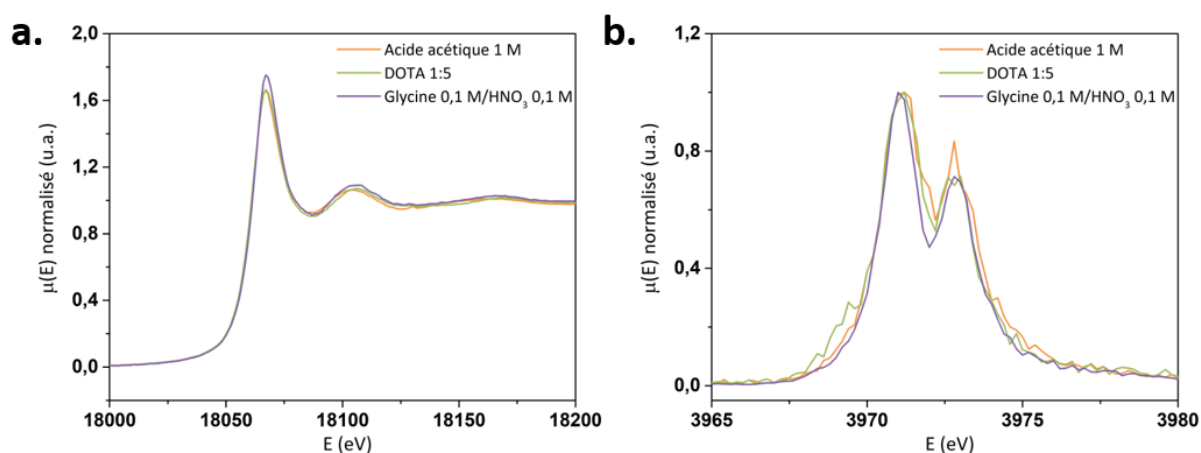 a.
2,0
1,6
1,2
0,8
0,4
0,0
μ(E) normalisé (u.a.)
Acide acétique 1 M
DOTA 1:5
Glycine 0,1 M/HNO₃ 0,1 M
18000 18050 18100 18150 18200
E (eV)
b.
1,2
0,8
0,4
0,0
μ(E) normalisé (u.a.)
Acide acétique 1 M
DOTA 1:5
Glycine 0,1 M/HNO₃ 0,1 M
3965 3970 3975 3980
E (eV)